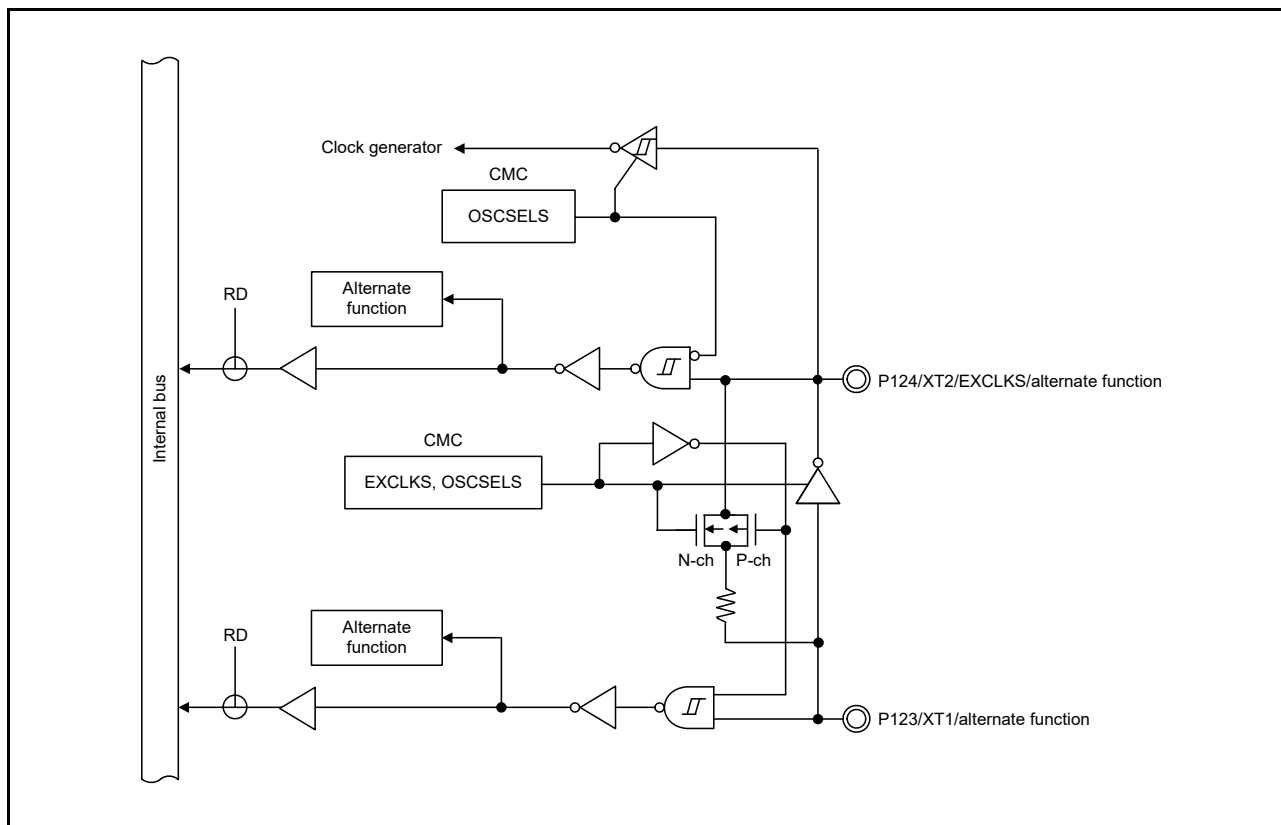 Clock generator
CMC
OSCSELS
Alternate
function
RD
P124/XT2/EXCLKS/alternate function
Internal bus
CMC
EXCLKS, OSCSELS
N-ch
P-ch
Alternate
function
RD
P123/XT1/alternate function